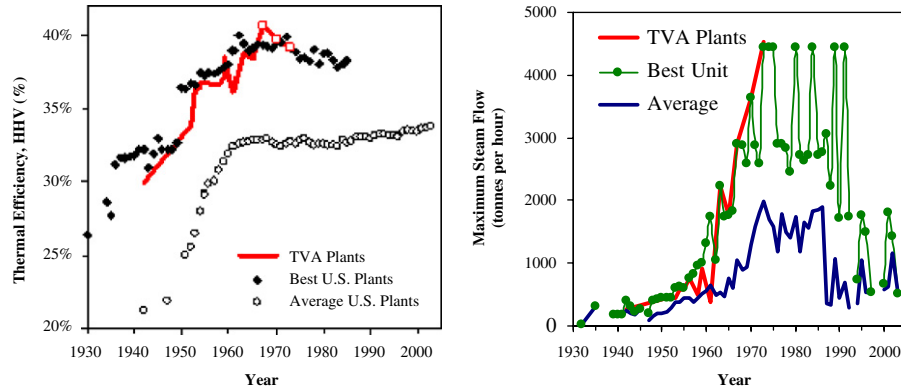 Thermal Efficiency, HHV (%)
40%
35%
30%
25%
20%
TVA Plants
Best U.S. Plants
Average U.S. Plants
1930 1940 1950 1960 1970 1980 1990 2000
Year
Maximum Steam Flow
(tonnes per hour)
5000
4000
3000
2000
1000
0
TVA Plants
Best Unit
Average
1930 1940 1950 1960 1970 1980 1990 2000
Year